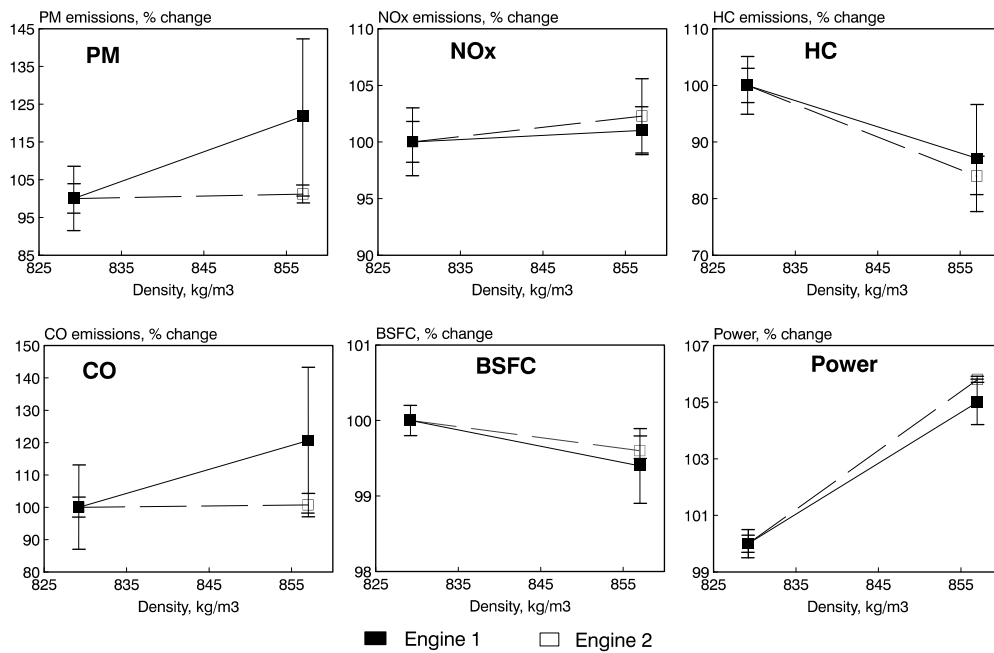 PM emissions, % change
PM
145
135
125
115
105
95
85
825 835 845 855
Density, kg/m3
NOx emissions, % change
NOx
110
105
100
95
90
825 835 845 855
Density, kg/m3
HC emissions, % change
HC
110
100
90
80
70
825 835 845 855
Density, kg/m3
CO emissions, % change
CO
150
140
130
120
110
100
90
80
825 835 845 855
Density, kg/m3
BSFC, % change
BSFC
101
100
99
98
825 835 845 855
Density, kg/m3
Power, % change
Power
107
105
103
101
99
825 835 845 855
Density, kg/m3
Engine 1 Engine 2